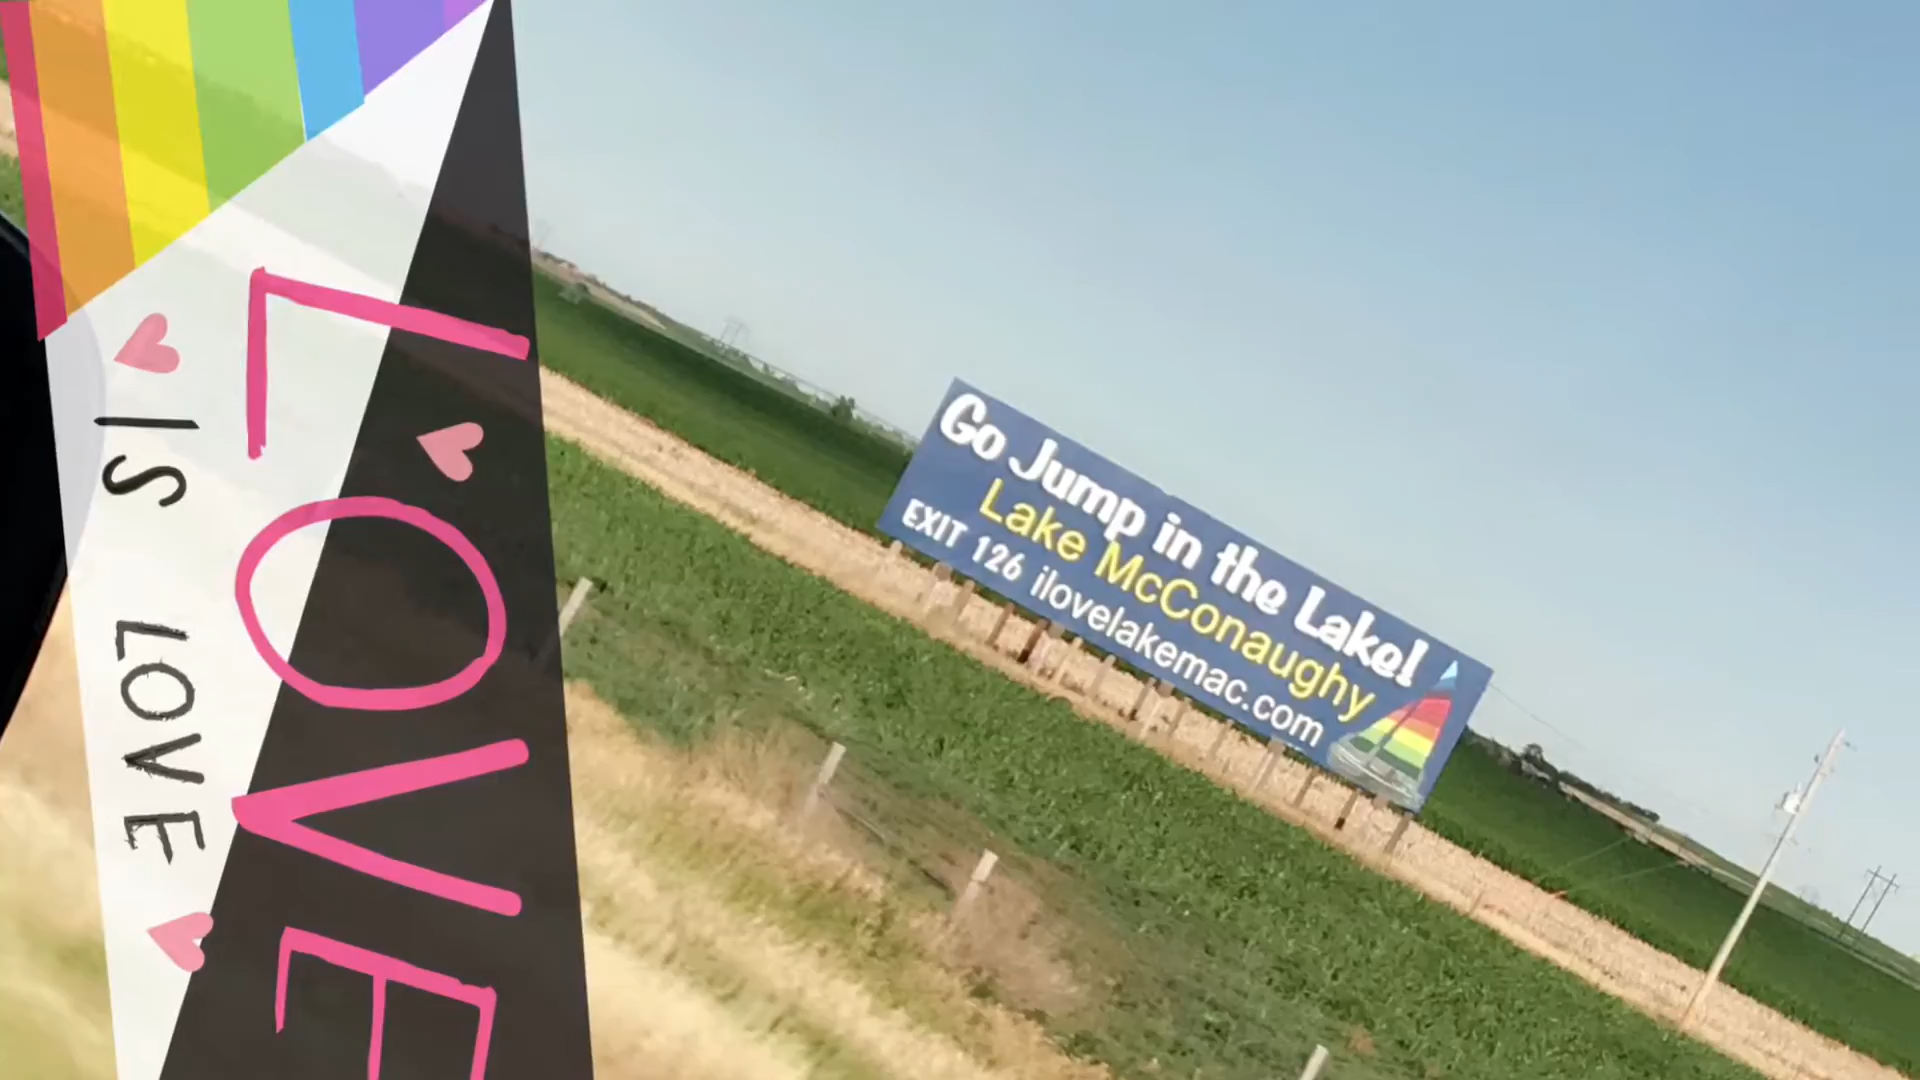 LOVE
IS LOVE
Go Jump in the Lake!
Lake McConaughy
EXIT 126 ilovelakemac.com